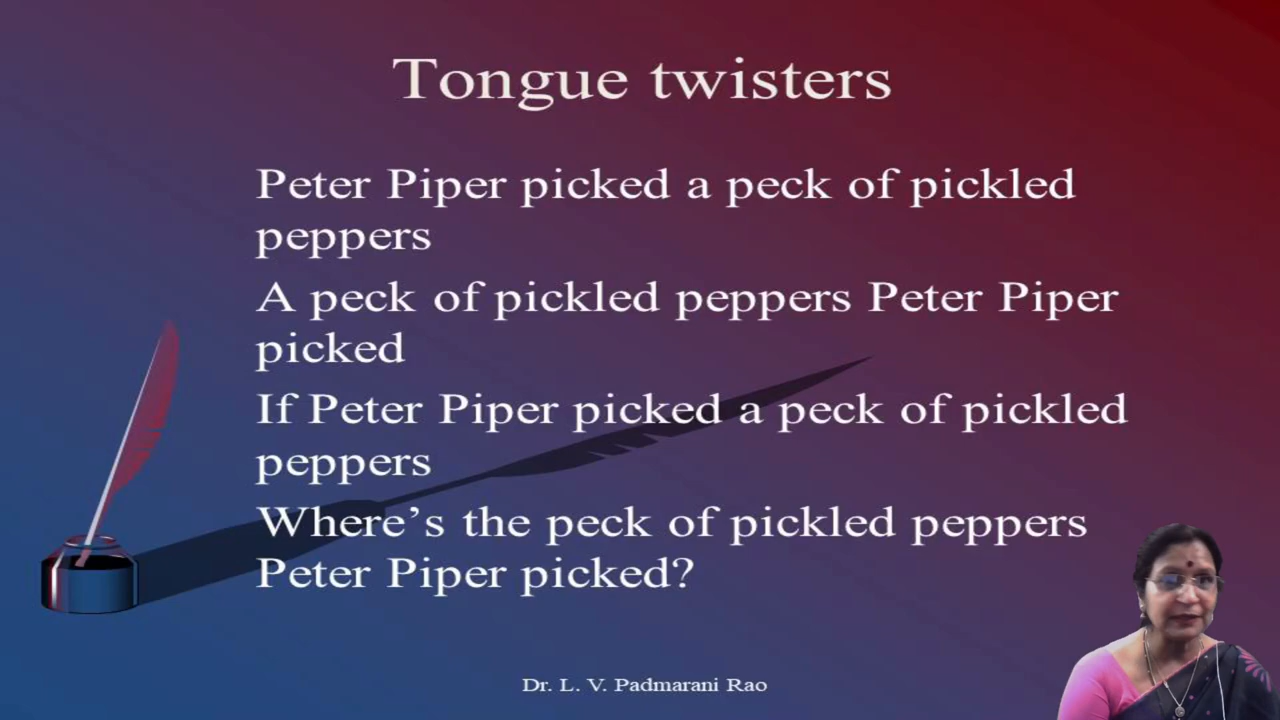 Tongue twisters
Peter Piper picked a peck of pickled
peppers
A peck of pickled peppers Peter Piper
picked
If Peter Piper picked a peck of pickled
peppers
Where’s the peck of pickled peppers
Peter Piper picked?
Dr. L. V. Padmarani Rao